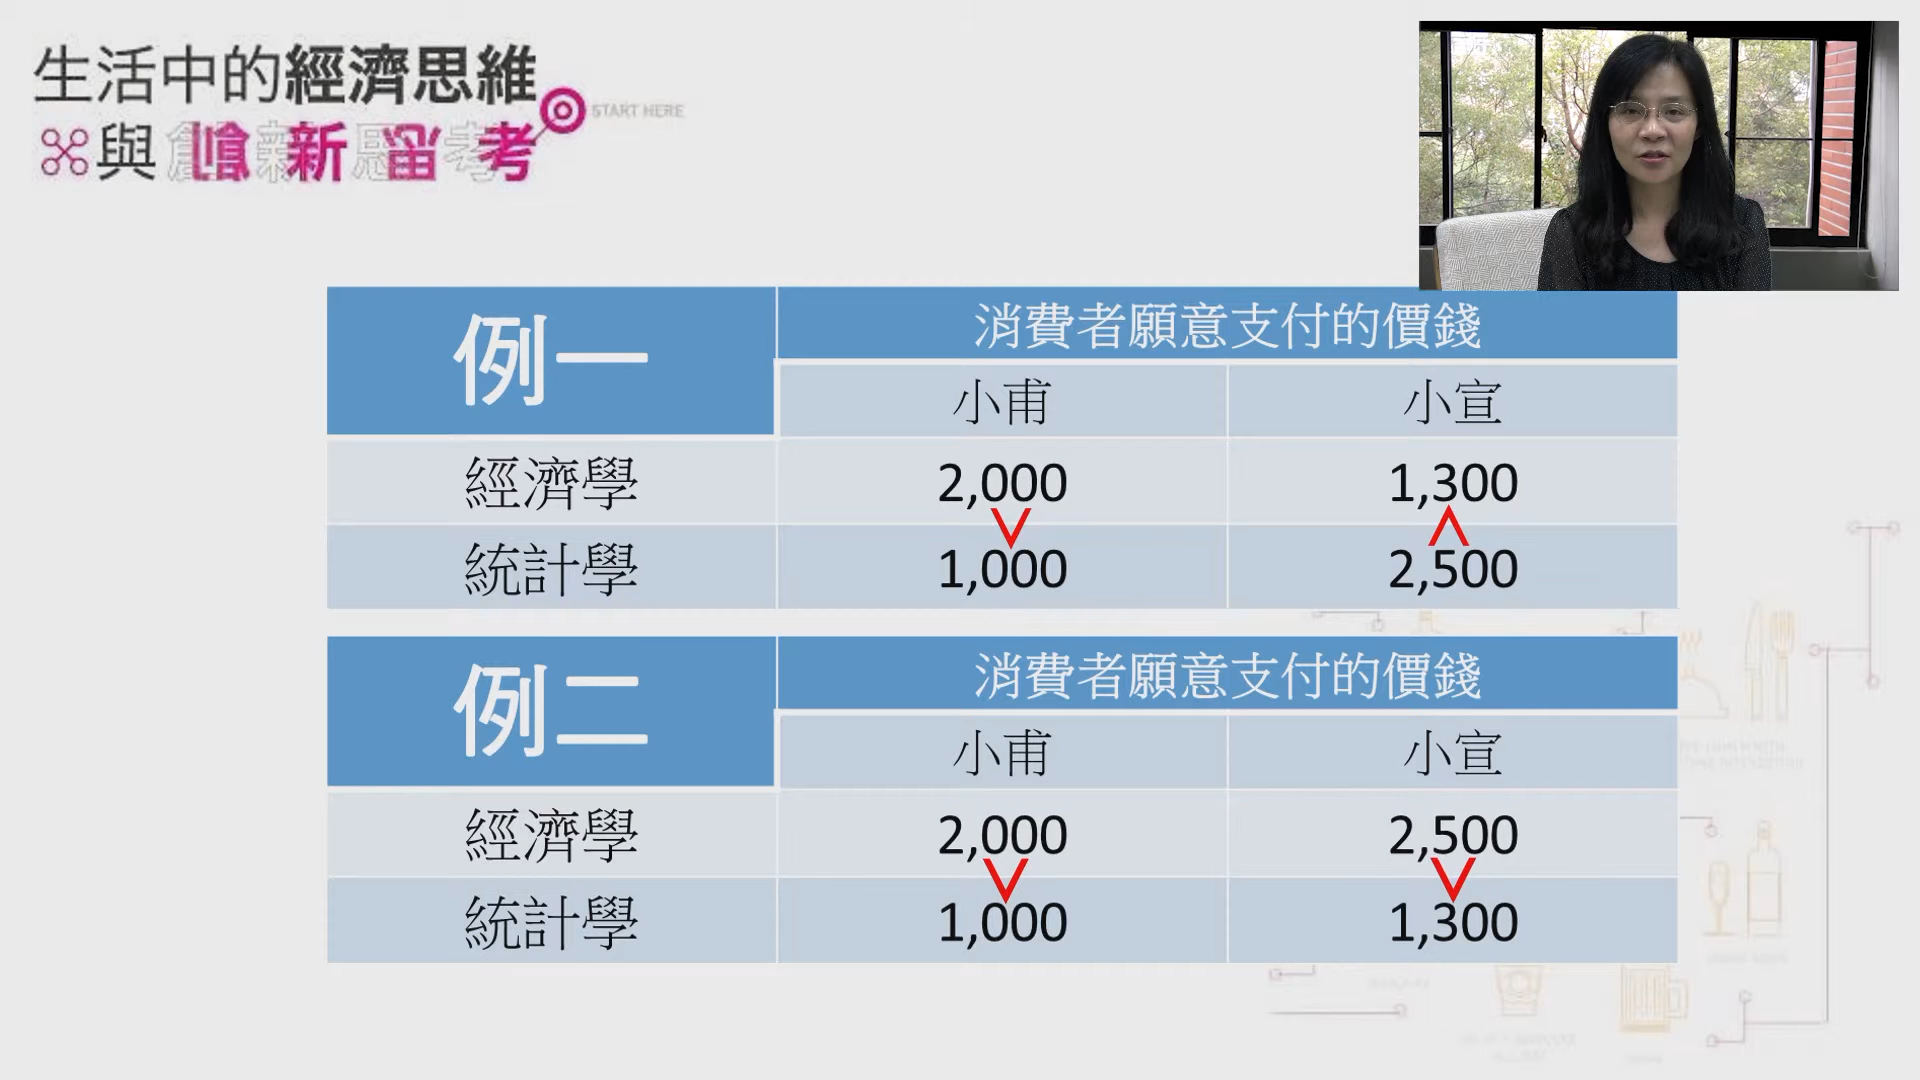 生活中的經濟思維
與創新思考
START HERE
例一 消費者願意支付的價錢
小甫 小宣
經濟學 2,000 1,300
統計學 1,000 2,500
例二 消費者願意支付的價錢
小甫 小宣
經濟學 2,000 2,500
統計學 1,000 1,300